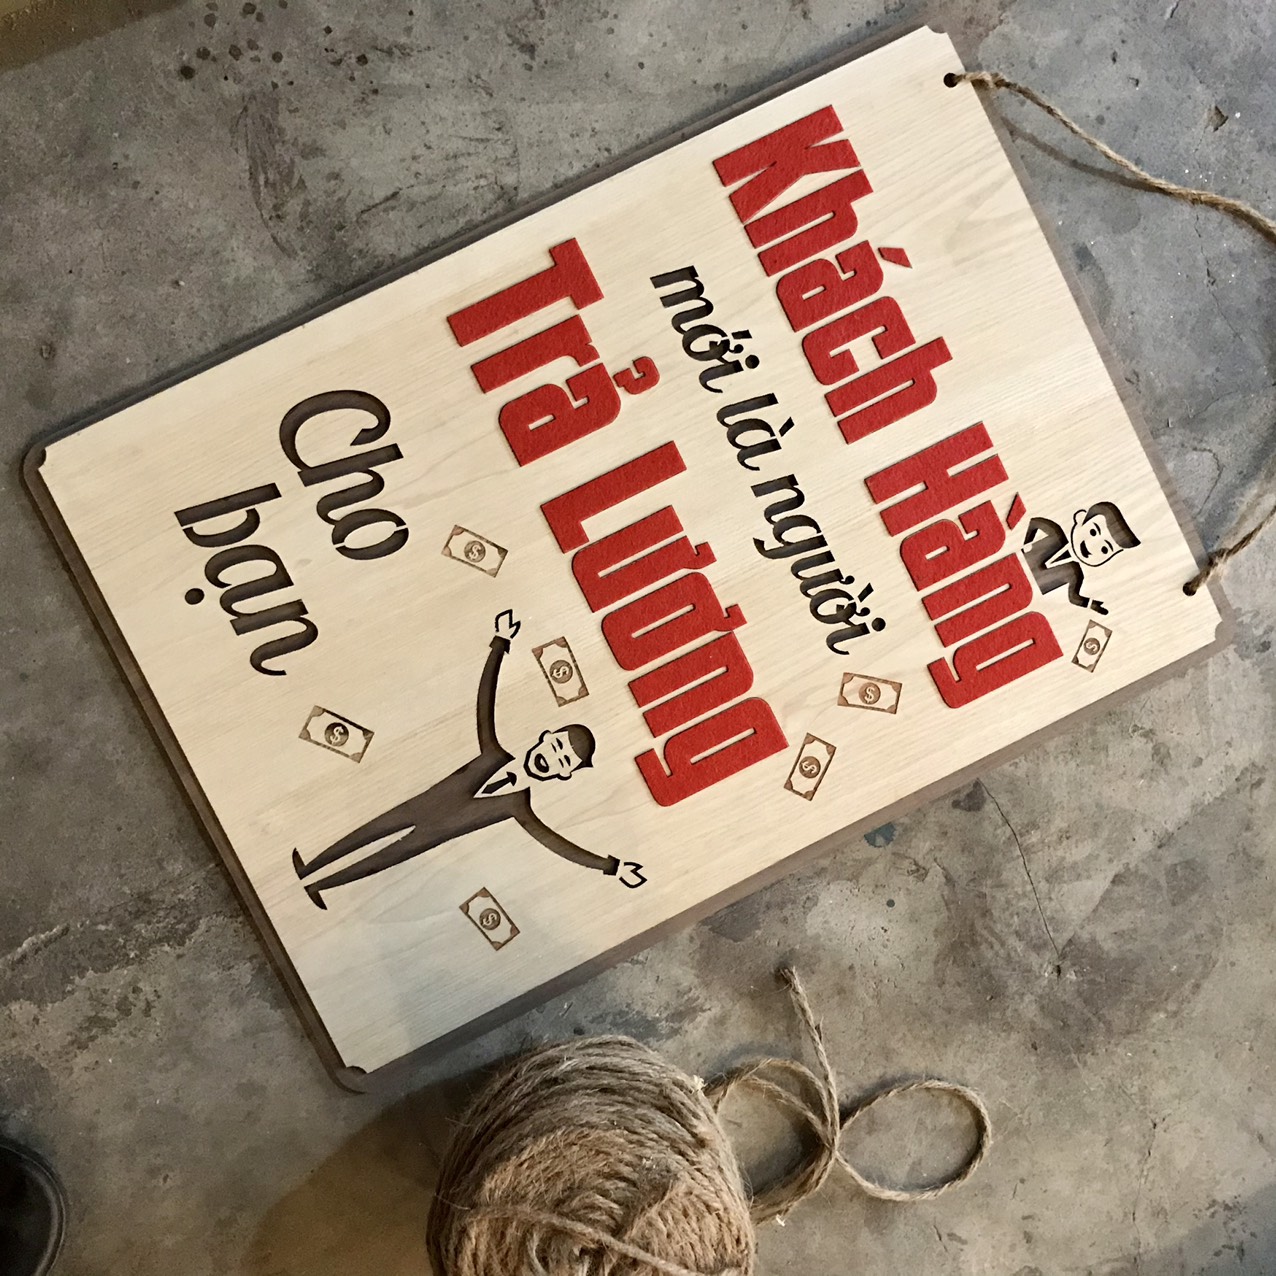 Khách Hàng
mới là người
Trả Lương
Cho
bạn